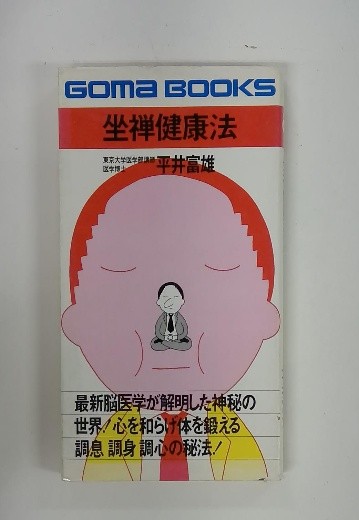 GOMA BOOKS
坐禅健康法
東京大学医学部講師
医学博士
平井富雄
最新脳医学が解明した神秘の
世界！心を和らげ体を鍛える
調息 調身 調心の秘法！